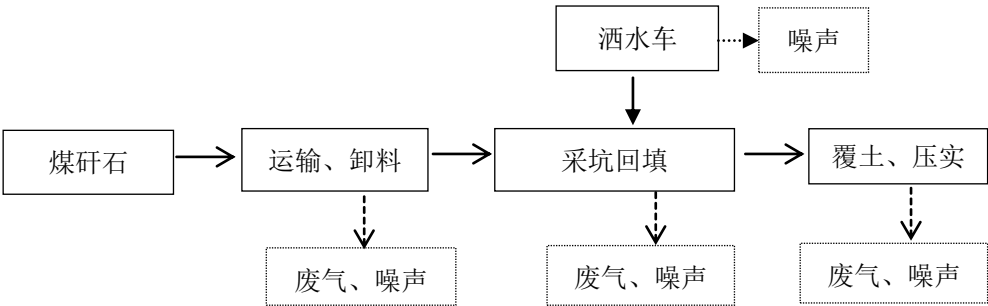 洒水车
噪声
煤矸石
运输、卸料
采坑回填
覆土、压实
废气、噪声
废气、噪声
废气、噪声